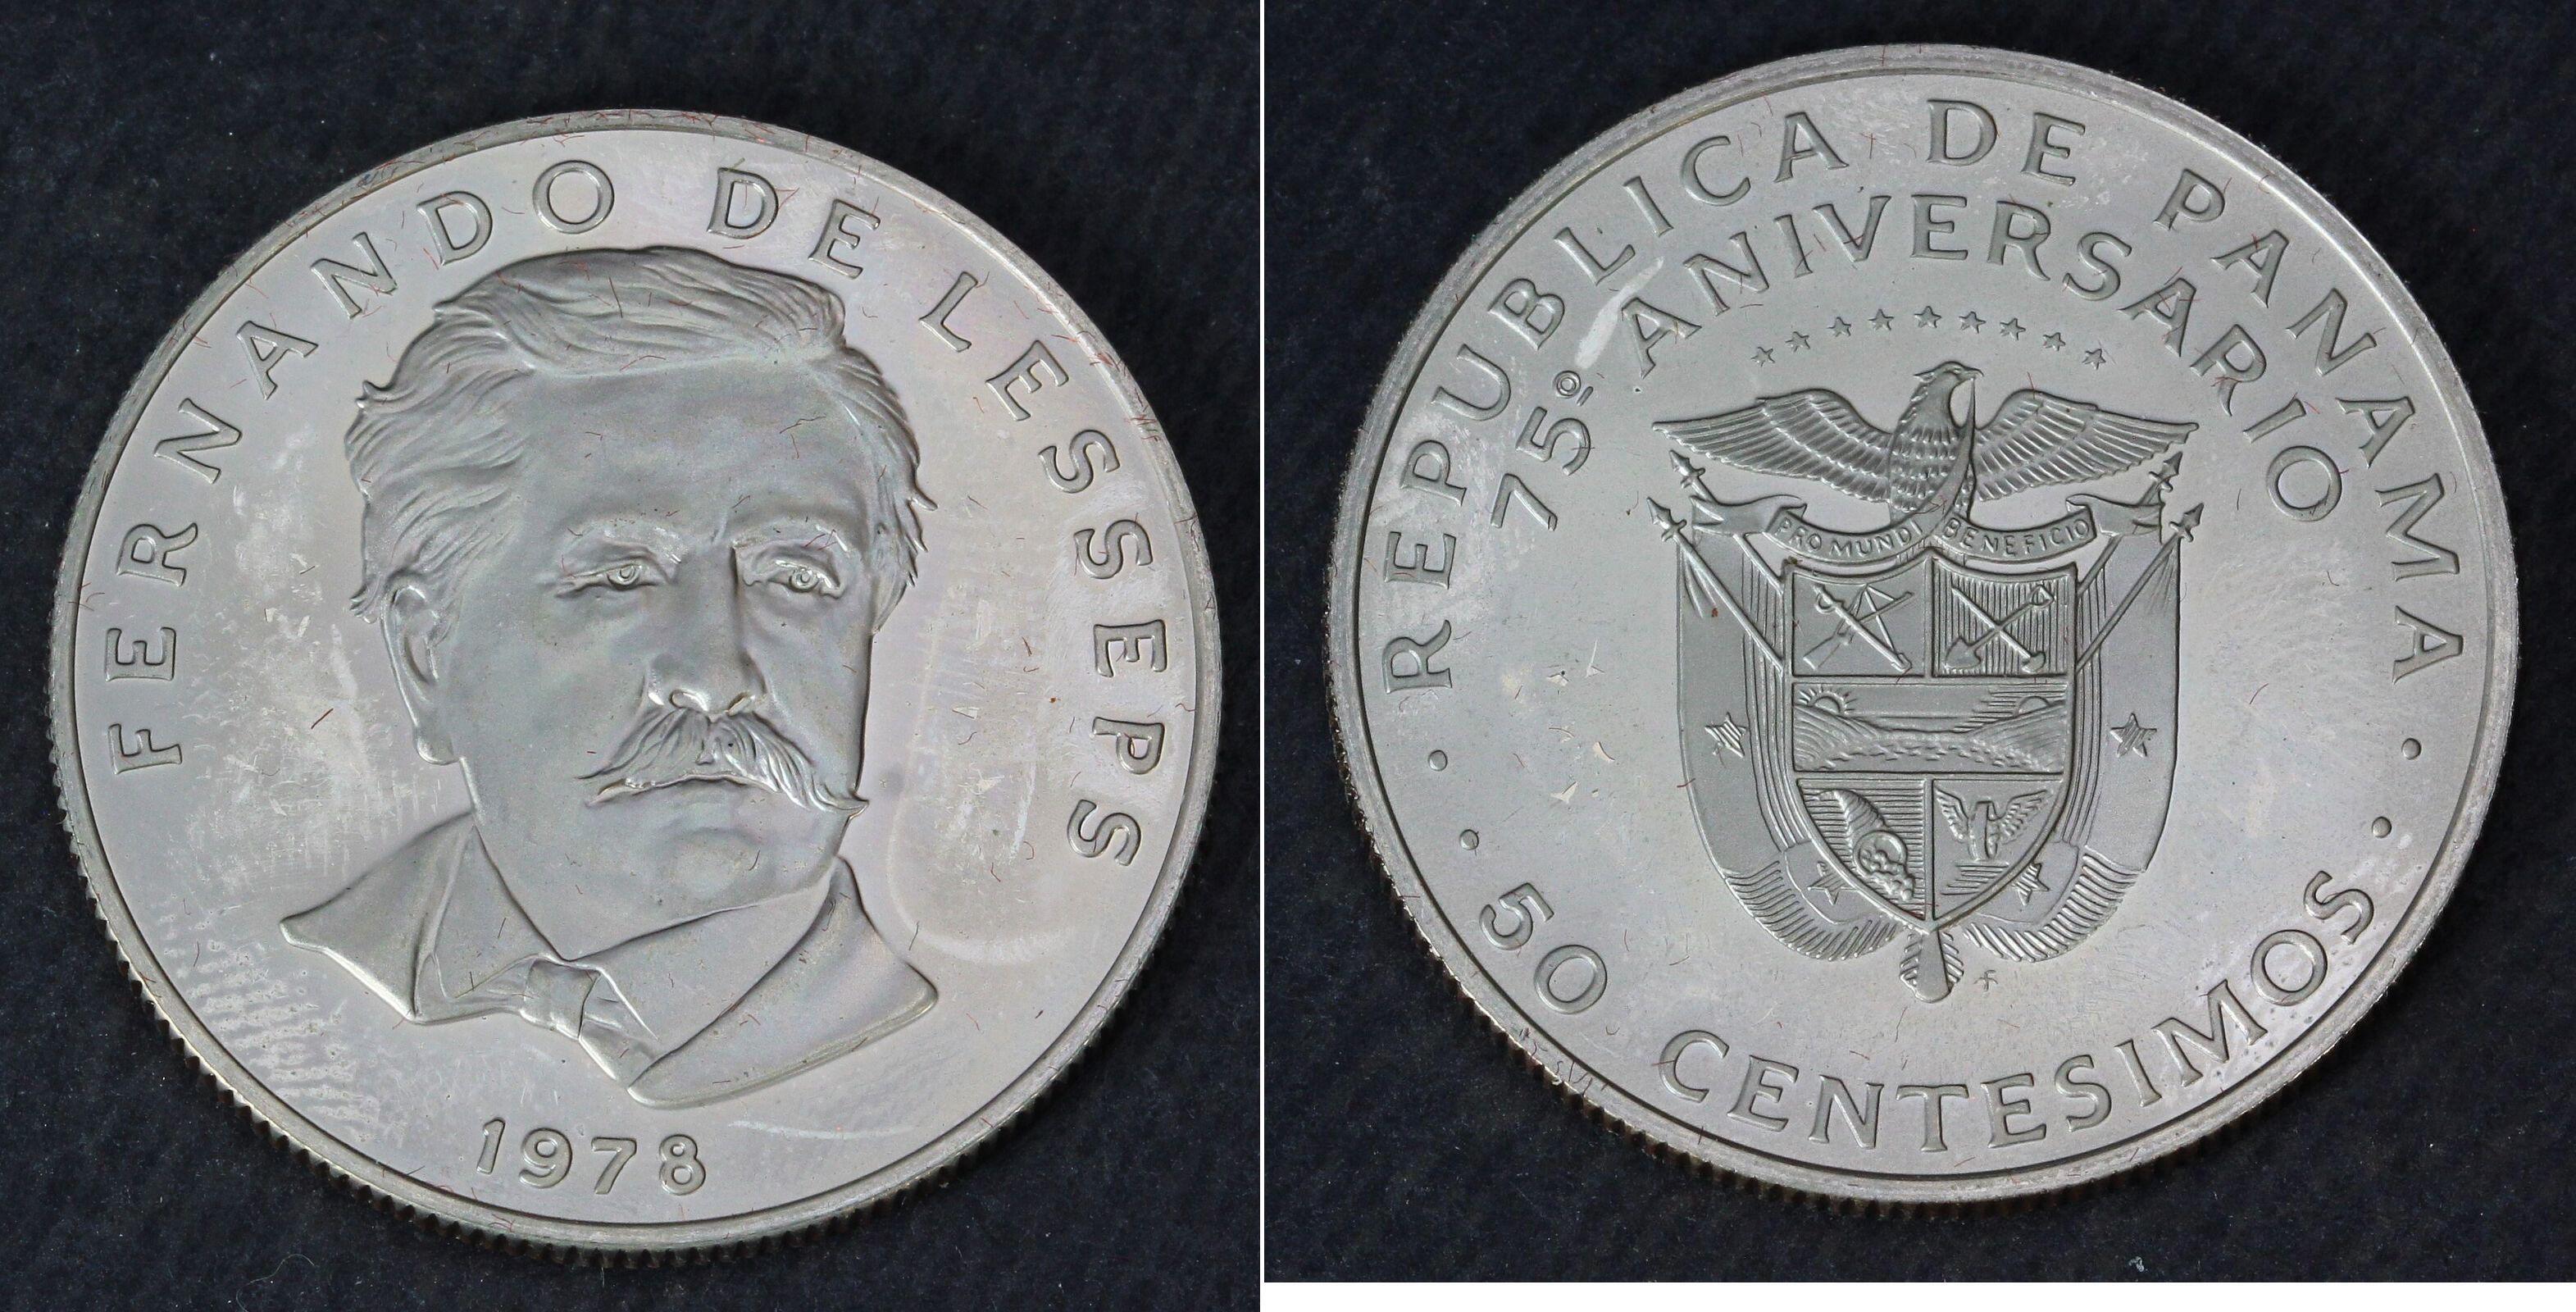 FERNANDO DE LESSEPS
1978
REPUBLICA DE PANAMA
75º ANIVERSARIO
PRO MUNDI BENEFICIO
50 CENTESIMOS